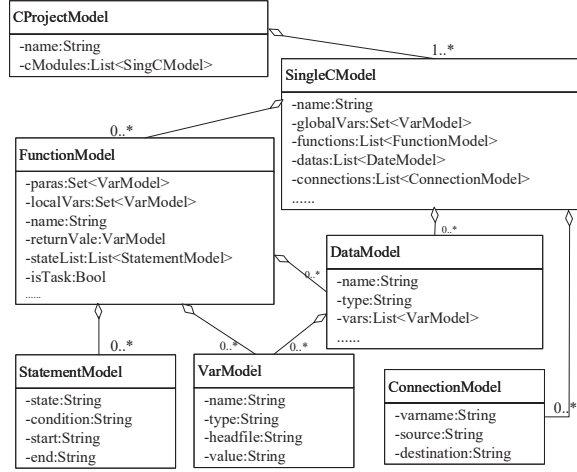 CProjectModel
-name:String
-cModules:List<SingCModel>
1..*
SingleCModel
-name:String
-globalVars:Set<VarModel>
-functions:List<FunctionModel>
-datas:List<DateModel>
-connections:List<ConnectionModel>
......
0..*
FunctionModel
-paras:Set<VarModel>
-localVars:Set<VarModel>
-name:String
-returnVale:VarModel
-stateList:List<StatementModel>
-isTask:Bool
......
0..*
0..*
DataModel
-name:String
-type:String
-vars:List<VarModel>
......
0..*
0..*
0..*
StatementModel
-state:String
-condition:String
-start:String
-end:String
VarModel
-name:String
-type:String
-headfile:String
-value:String
ConnectionModel
-varname:String
-source:String
-destination:String
0..*